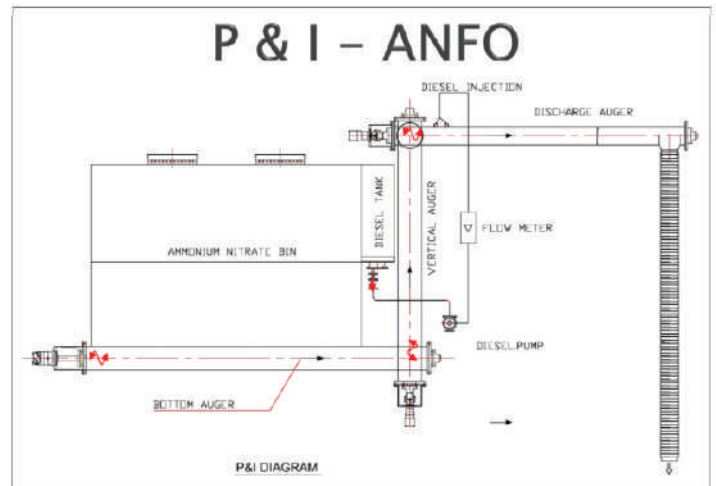 P & I – ANFO
DIESEL INJECTION
DISCHARGE AUGER
DIESEL TANK
VERTICAL AUGER
FLOW METER
AMMONIUM NITRATE BIN
DIESEL PUMP
BOTTOM AUGER
P&I DIAGRAM